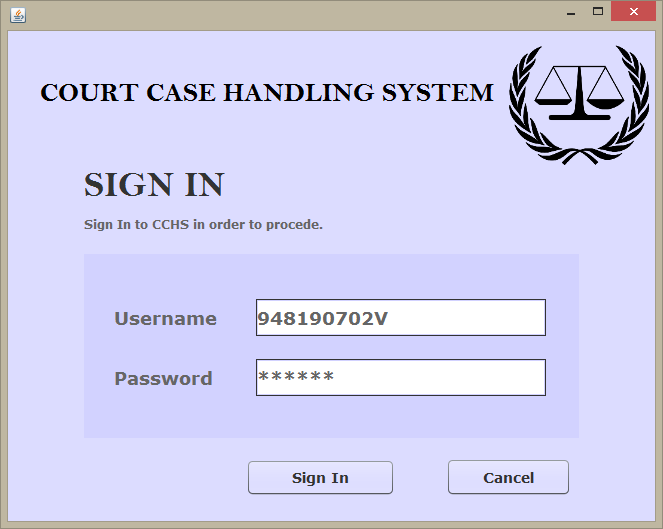 COURT CASE HANDLING SYSTEM
SIGN IN
Sign In to CCHS in order to procede.
Username 948190702V
Password ******
Sign In Cancel